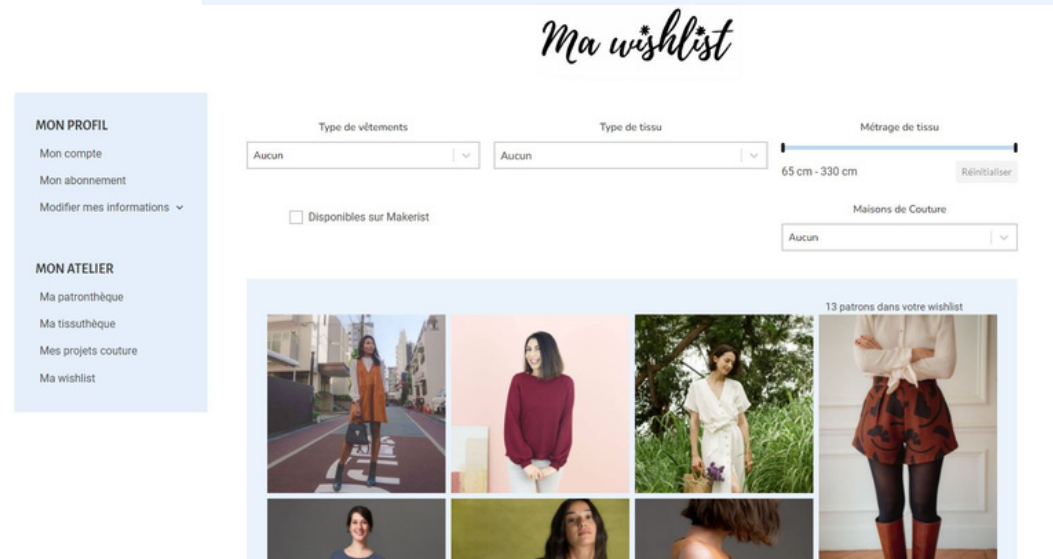 Ma wishlist
MON PROFIL
Mon compte
Mon abonnement
Modifier mes informations
MON ATELIER
Ma patronthèque
Ma tissuthèque
Mes projets couture
Ma wishlist
Type de vêtements
Aucun
Type de tissu
Aucun
Métrage de tissu
65 cm - 330 cm
Réinitialiser
Disponibles sur Makerist
Maisons de Couture
Aucun
13 patrons dans votre wishlist